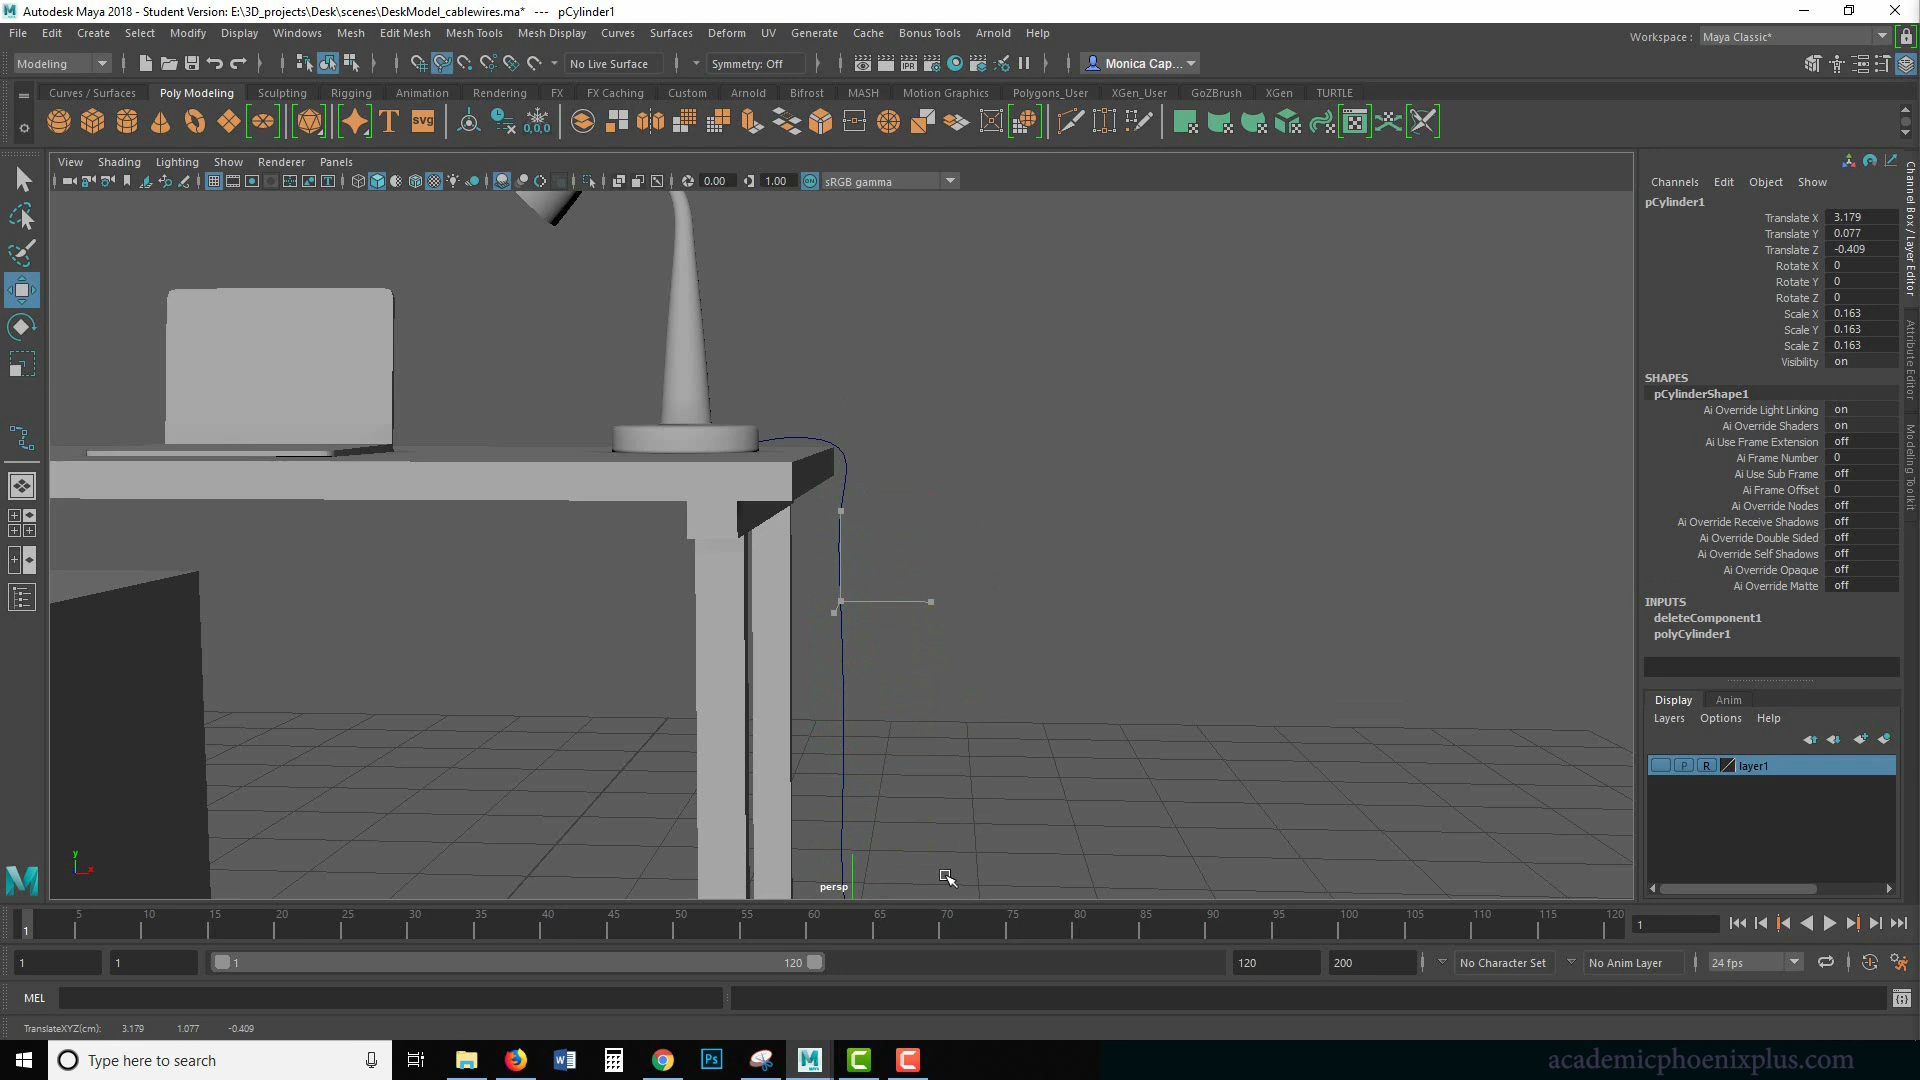 Autodesk Maya 2018 - Student Version: E:\3D_projects\Desk\scenes\DeskModel_cablewires.ma* --- pCylinder1
File Edit Create Select Modify Display Windows Mesh Edit Mesh Mesh Tools Mesh Display Curves Surfaces Deform UV Generate Cache Bonus Tools Arnold Help
Workspace : Maya Classic*
Modeling No Live Surface Symmetry: Off Monica Cap...
Curves / Surfaces Poly Modeling Sculpting Rigging Animation Rendering FX FX Caching Custom Arnold Bifrost MASH Motion Graphics Polygons_User XGen_User GoZBrush XGen TURTLE
View Shading Lighting Show Renderer Panels
0.00 1.00 sRGB gamma
Channels Edit Object Show
pCylinder1
Translate X 3.179
Translate Y 0.077
Translate Z -0.409
Rotate X 0
Rotate Y 0
Rotate Z 0
Scale X 0.163
Scale Y 0.163
Scale Z 0.163
Visibility on
SHAPES
pCylinderShape1
Ai Override Light Linking on
Ai Override Shaders on
Ai Use Frame Extension off
Ai Frame Number 0
Ai Use Sub Frame off
Ai Frame Offset 0
Ai Override Nodes off
Ai Override Receive Shadows off
Ai Override Double Sided off
Ai Override Self Shadows off
Ai Override Opaque off
Ai Override Matte off
INPUTS
deleteComponent1
polyCylinder1
Channel Box / Layer Editor
Attribute Editor
Modeling Toolkit
Display Anim
Layers Options Help
P R layer1
y
x
persp
5 10 15 20 25 30 35 40 45 50 55 60 65 70 75 80 85 90 95 100 105 110 115 120
1
1
1 1 1 120 120 200 No Character Set No Anim Layer 24 fps
MEL
TranslateXYZ(cm): 3.179 1.077 -0.409
Type here to search
academicphoenixplus.com